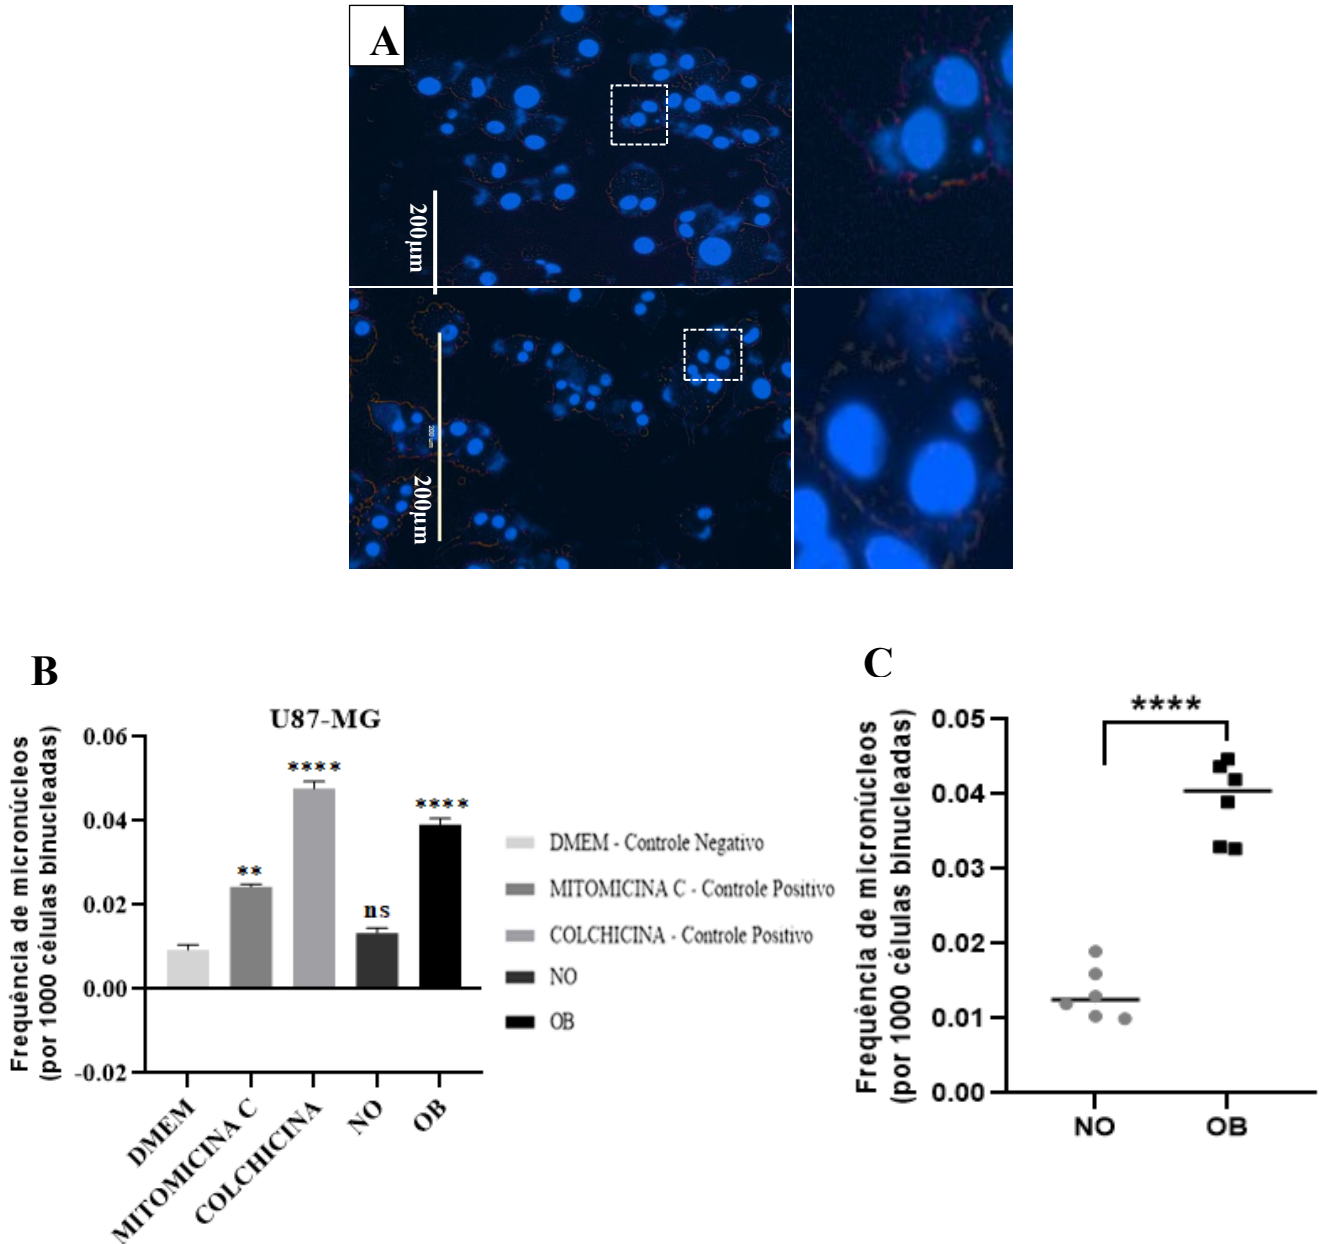 A
200µm
200µm
200 um
B
U87-MG
Frequência de micronúcleos
(por 1000 células binucleadas)
0.06
0.04
0.02
0.00
-0.02
****
**
ns
****
DMEM
MITOMICINA C
COLCHICINA
NO
OB
DMEM - Controle Negativo
MITOMICINA C - Controle Positivo
COLCHICINA - Controle Positivo
NO
OB
C
Frequência de micronúcleos
(por 1000 células binucleadas)
0.05
0.04
0.03
0.02
0.01
0.00
****
NO
OB